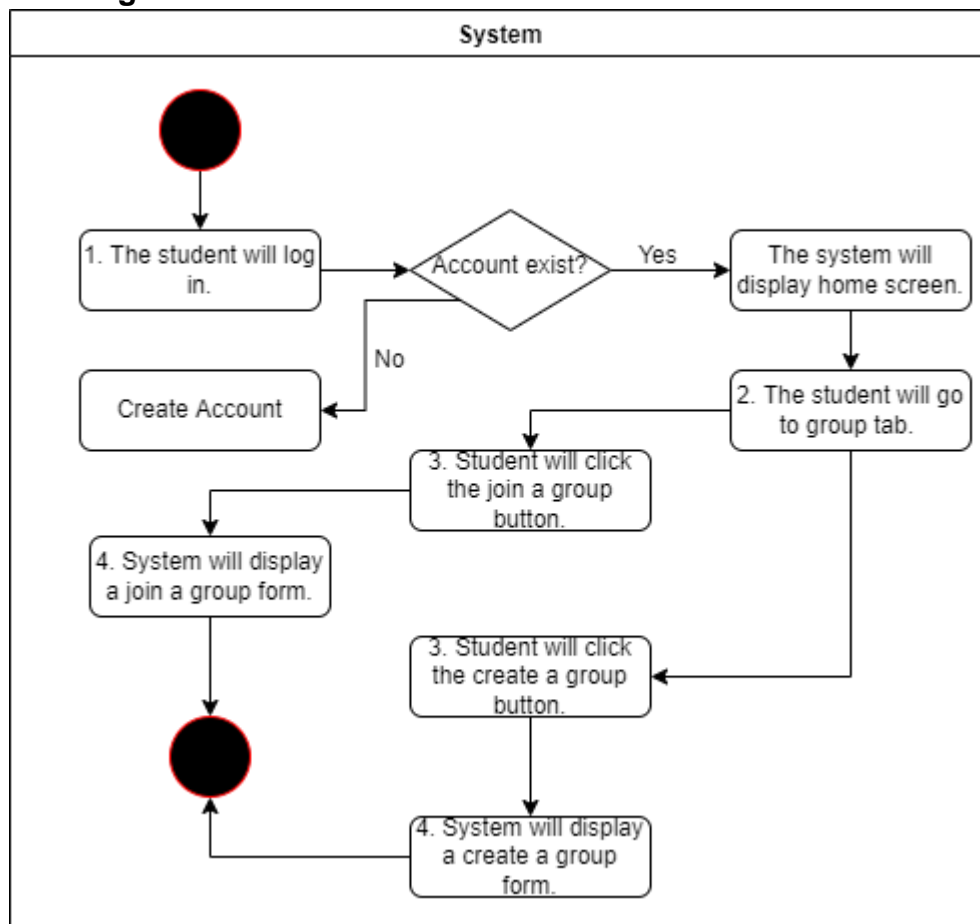 System
1. The student will log
in.
Account exist?
Yes
The system will
display home screen.
No
Create Account
2. The student will go
to group tab.
3. Student will click
the join a group
button.
4. System will display
a join a group form.
3. Student will click
the create a group
button.
4. System will display
a create a group
form.